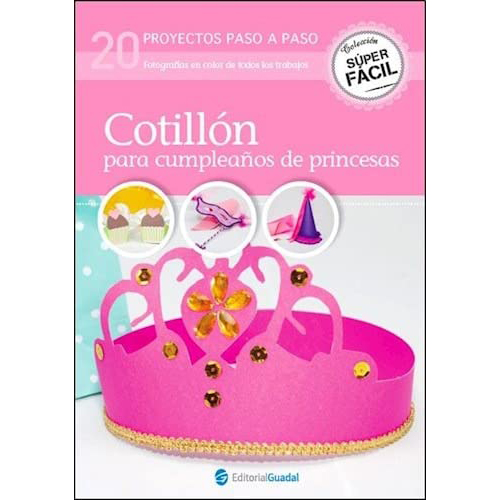 20 PROYECTOS PASO A PASO
Fotografías en color de todos los trabajos
Colección
SÚPER
FÁCIL
Cotillón
para cumpleaños de princesas
EditorialGuadal